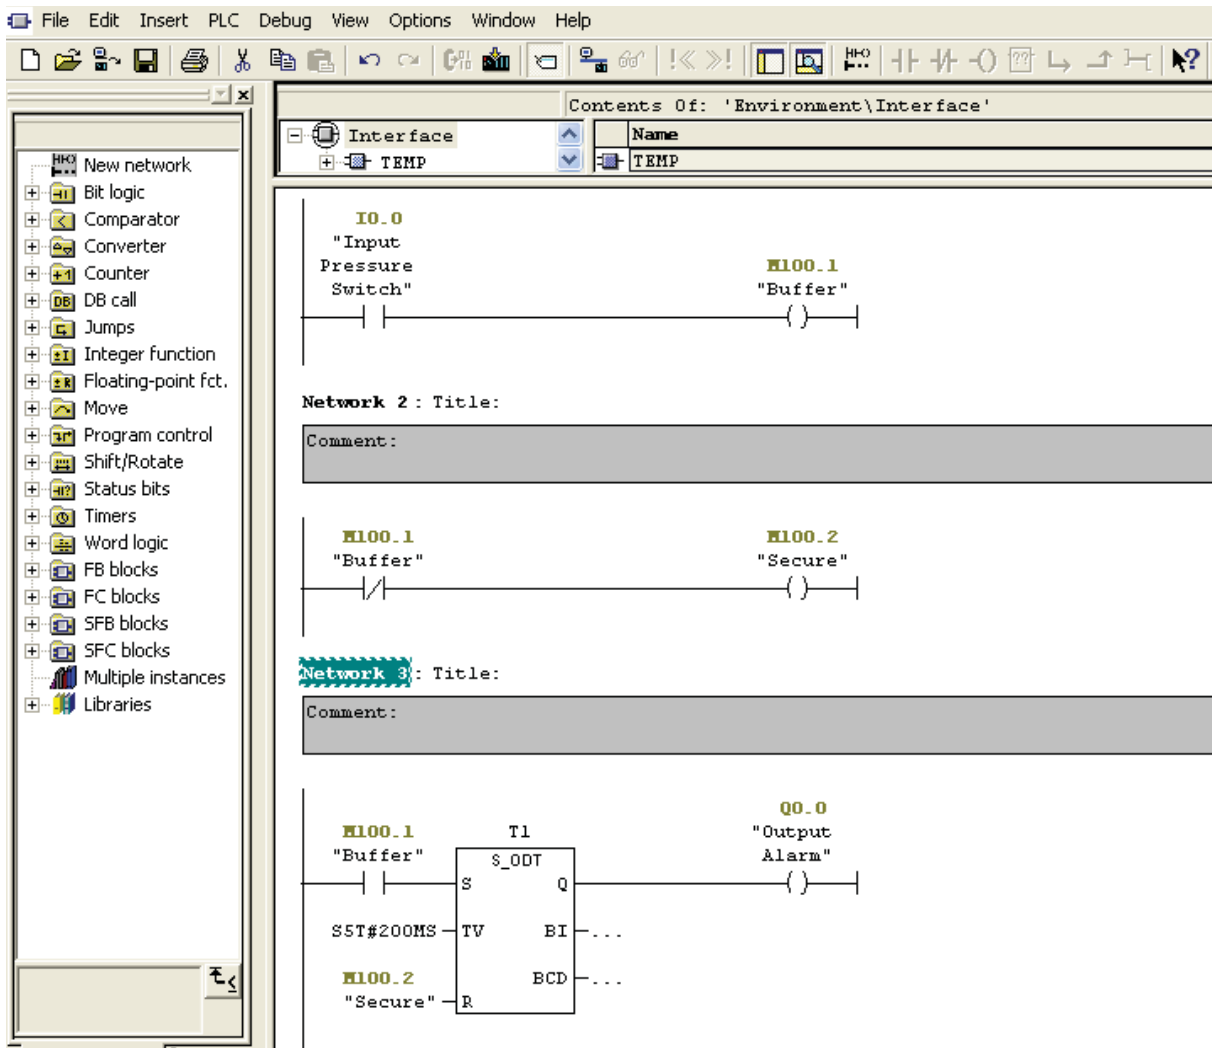 File Edit Insert PLC Debug View Options Window Help
Contents Of: 'Environment\Interface'
Interface
TEMP
Name
TEMP
New network
Bit logic
Comparator
Converter
Counter
DB call
Jumps
Integer function
Floating-point fct.
Move
Program control
Shift/Rotate
Status bits
Timers
Word logic
FB blocks
FC blocks
SFB blocks
SFC blocks
Multiple instances
Libraries
I0.0
"Input
Pressure
Switch"
M100.1
"Buffer"
Network 2 : Title:
Comment:
M100.1
"Buffer"
M100.2
"Secure"
Network 3 : Title:
Comment:
M100.1
"Buffer"
T1
S_ODT
S Q
Q0.0
"Output
Alarm"
S5T#200MS TV BI ...
M100.2
"Secure" R
BCD ...